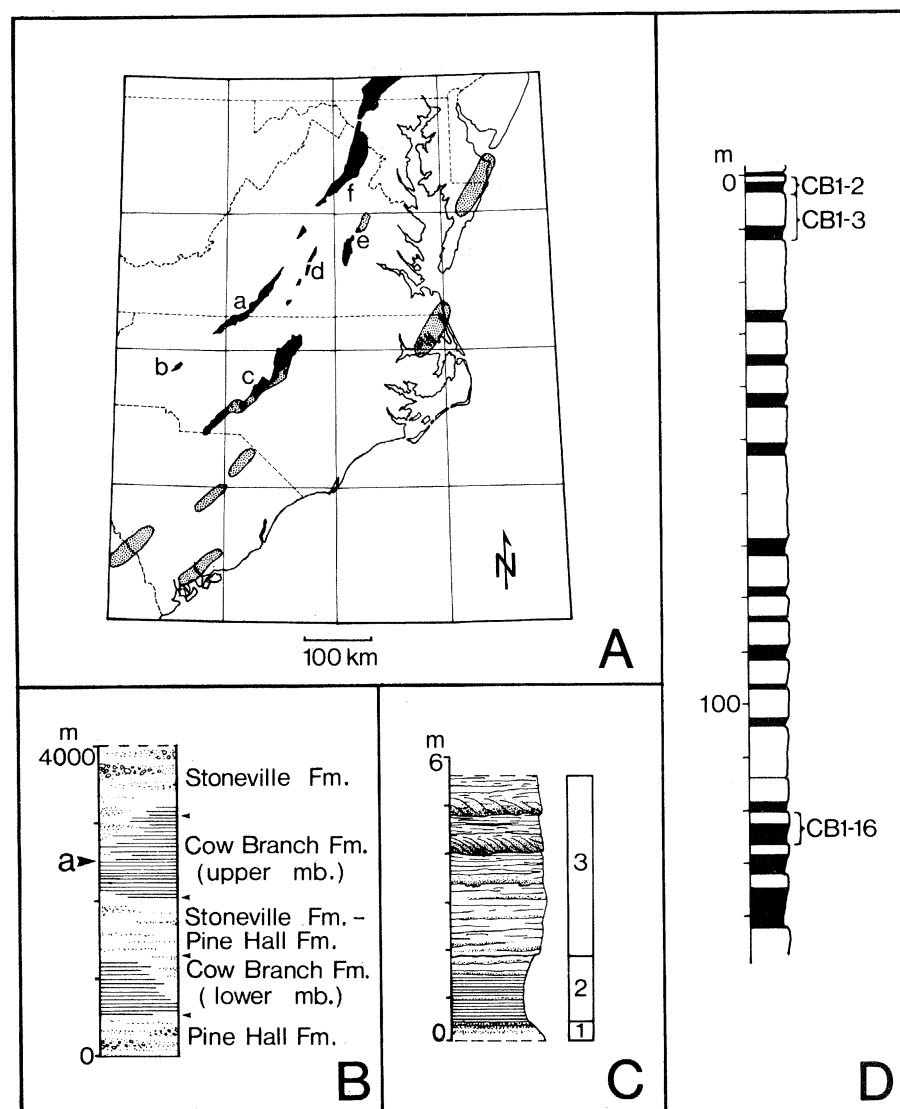 f
e
d
a
b
c
N
100 km
A
m
4000
Stoneville Fm.
Cow Branch Fm.
(upper mb.)
a
Stoneville Fm. –
Pine Hall Fm.
Cow Branch Fm.
( lower mb.)
Pine Hall Fm.
0
B
m
6
3
2
1
0
C
m
0
CB1-2
CB1-3
100
CB1-16
D